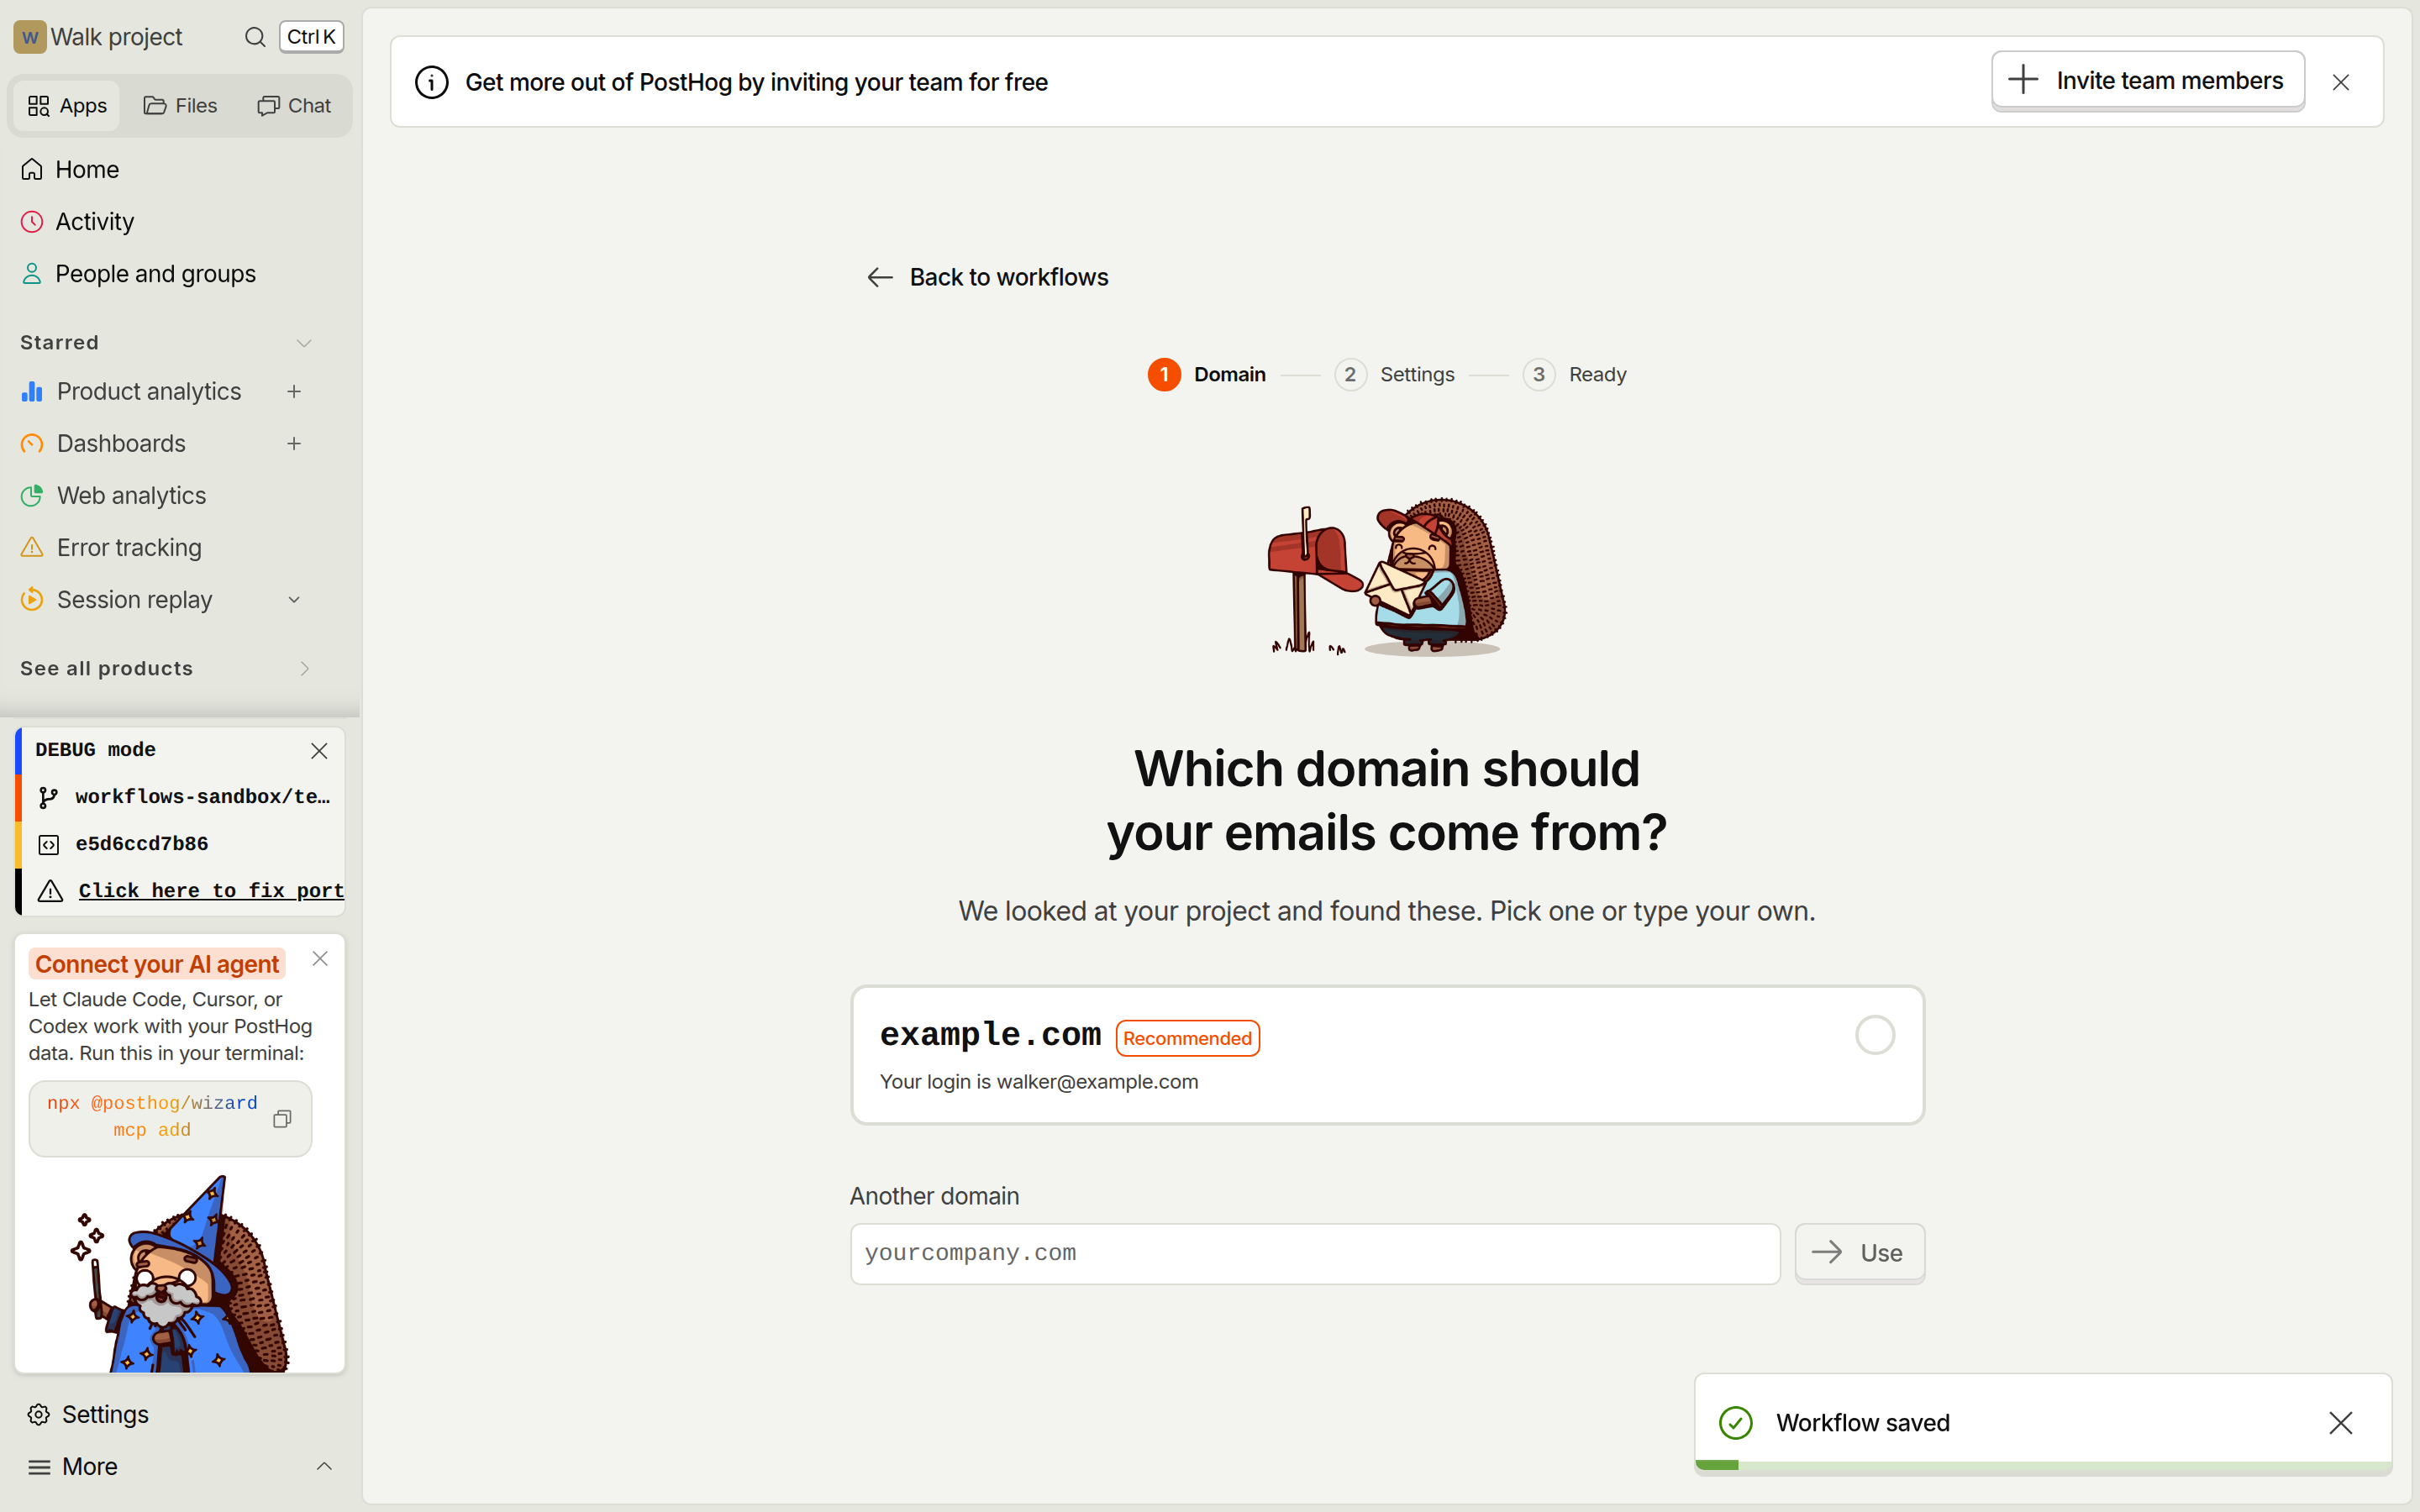 W Walk project
Ctrl K
Apps
Files
Chat
Home
Activity
People and groups
Starred
Product analytics
Dashboards
Web analytics
Error tracking
Session replay
See all products
DEBUG mode
workflows-sandbox/te…
e5d6ccd7b86
Click here to fix port
Connect your AI agent
Let Claude Code, Cursor, or
Codex work with your PostHog
data. Run this in your terminal:
npx @posthog/wizard
mcp add
Settings
More
Get more out of PostHog by inviting your team for free
Invite team members
Back to workflows
1 Domain
2 Settings
3 Ready
Which domain should
your emails come from?
We looked at your project and found these. Pick one or type your own.
example.com Recommended
Your login is walker@example.com
Another domain
yourcompany.com
Use
Workflow saved